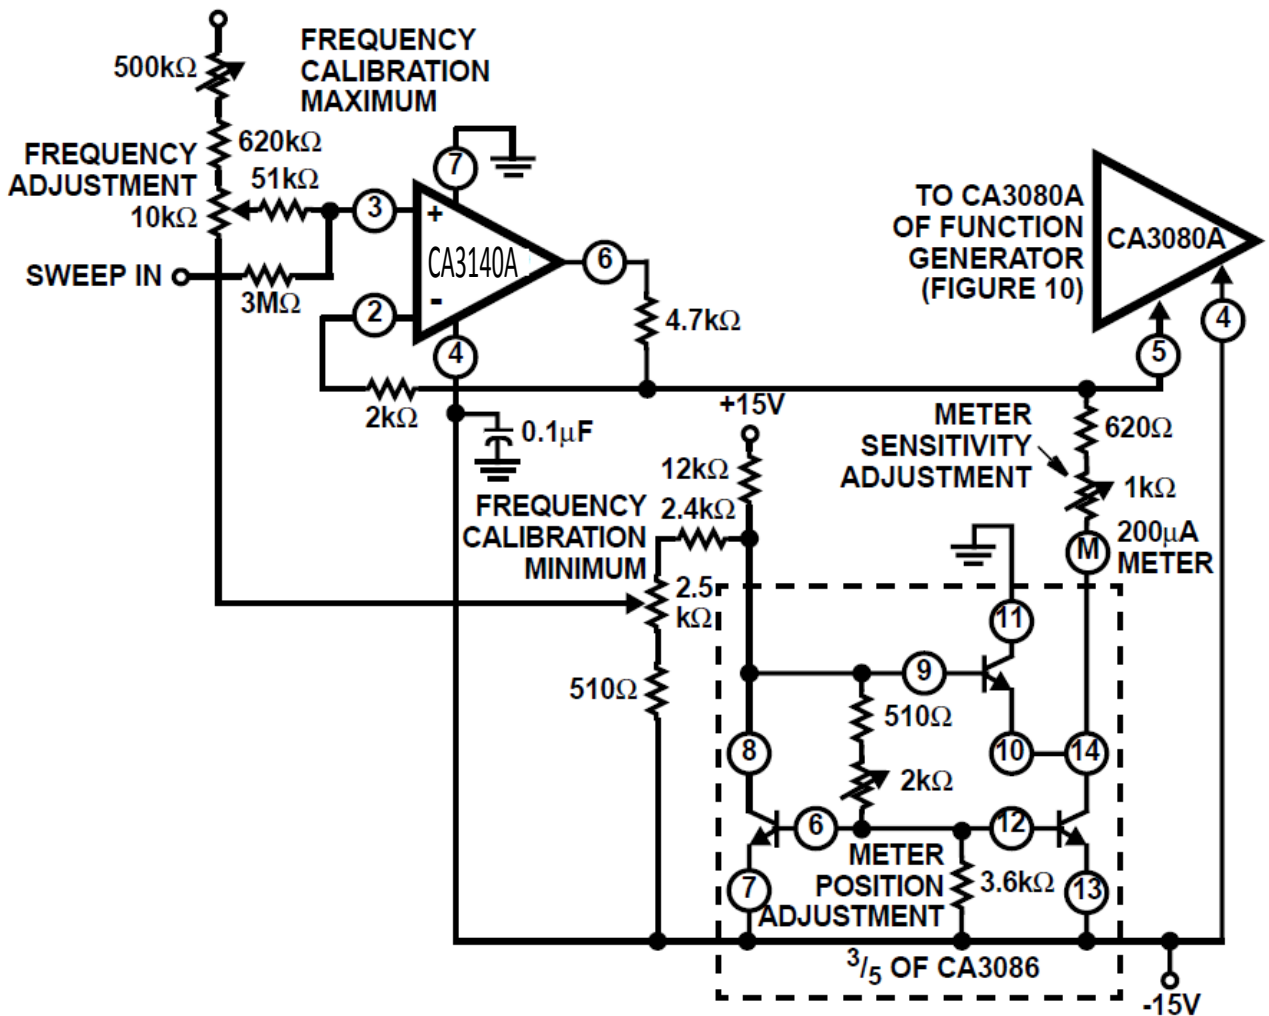 FREQUENCY
CALIBRATION
MAXIMUM
500kΩ
620kΩ
FREQUENCY
ADJUSTMENT
10kΩ
51kΩ
SWEEP IN
3MΩ
7
3
+
CA3140A
6
2
-
4
4.7kΩ
2kΩ
0.1μF
TO CA3080A
OF FUNCTION
GENERATOR
(FIGURE 10)
CA3080A
4
5
+15V
12kΩ
2.4kΩ
FREQUENCY
CALIBRATION
MINIMUM
2.5
kΩ
510Ω
METER
SENSITIVITY
ADJUSTMENT
620Ω
1kΩ
M
200μA
METER
11
9
510Ω
8
10
14
2kΩ
6
12
METER
POSITION
ADJUSTMENT
7
3.6kΩ
13
3/5 OF CA3086
-15V